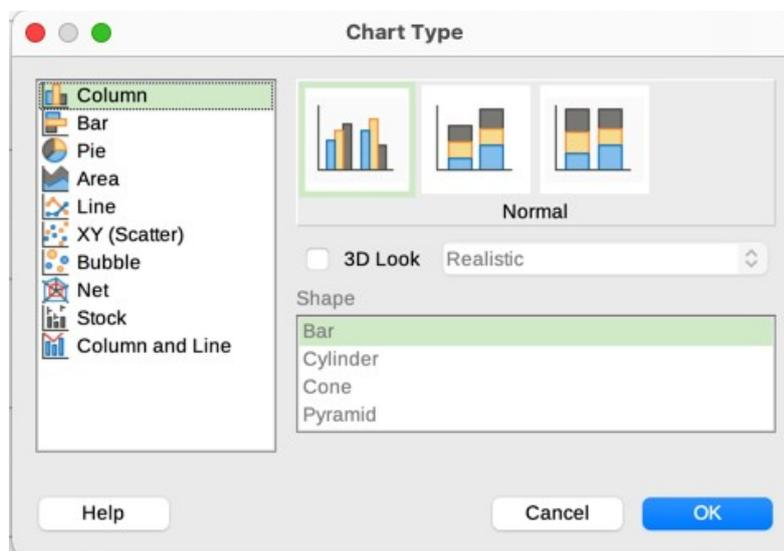 Chart Type
Column
Bar
Pie
Area
Line
XY (Scatter)
Bubble
Net
Stock
Column and Line
Normal
3D Look
Realistic
Shape
Bar
Cylinder
Cone
Pyramid
Help
Cancel
OK